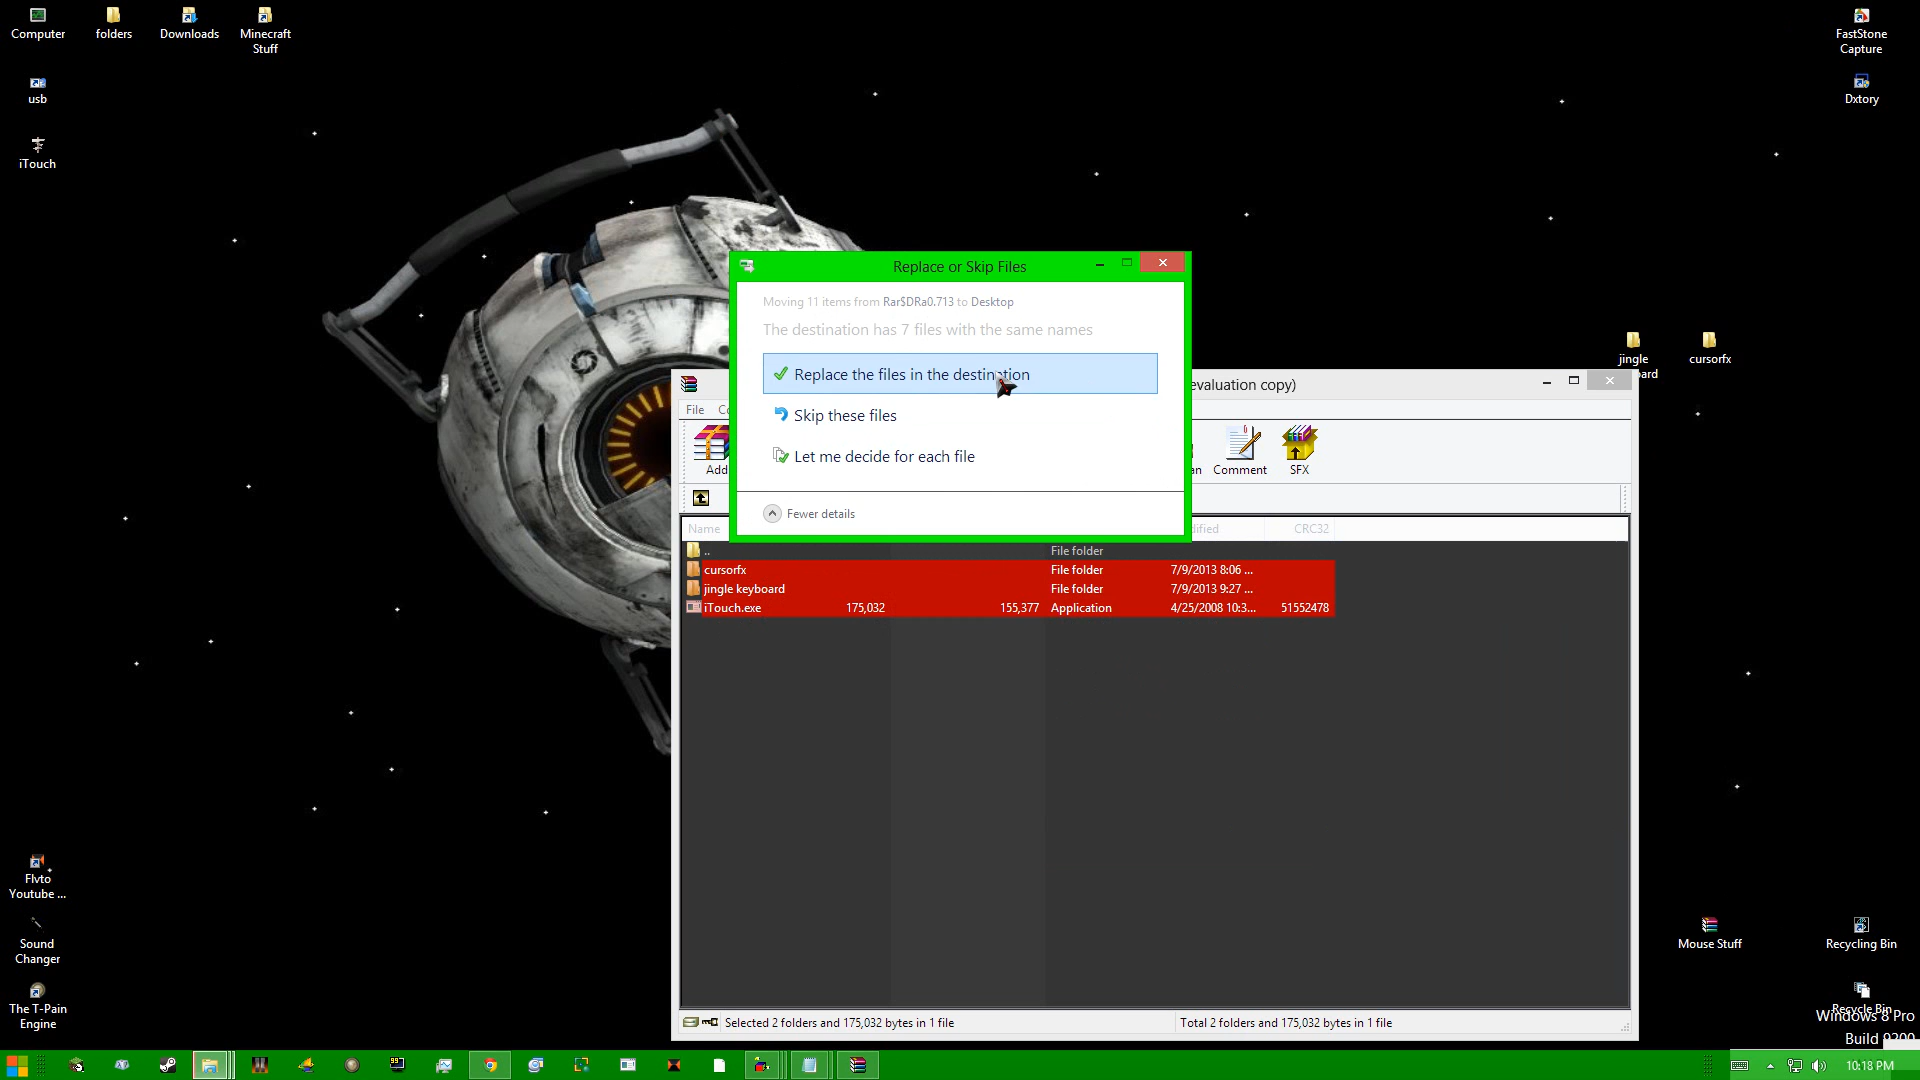 Computer
folders
Downloads
Minecraft
Stuff
FastStone
Capture
usb
Dxtory
iTouch
Replace or Skip Files
Moving 11 items from Rar$DRa0.713 to Desktop
The destination has 7 files with the same names
Replace the files in the destination
Skip these files
Let me decide for each file
Fewer details
jingle
cursorfx
evaluation copy)
File
Add
Comment
SFX
Name
CRC32
..
File folder
cursorfx File folder 7/9/2013 8:06 ...
jingle keyboard File folder 7/9/2013 9:27 ...
iTouch.exe 175,032 155,377 Application 4/25/2008 10:3... 51552478
Selected 2 folders and 175,032 bytes in 1 file
Total 2 folders and 175,032 bytes in 1 file
Flvto
Youtube ...
Sound
Changer
The T-Pain
Engine
Mouse Stuff
Recycling Bin
Recycle Bin
Windows 8 Pro
Build 9200
99
10:18 PM